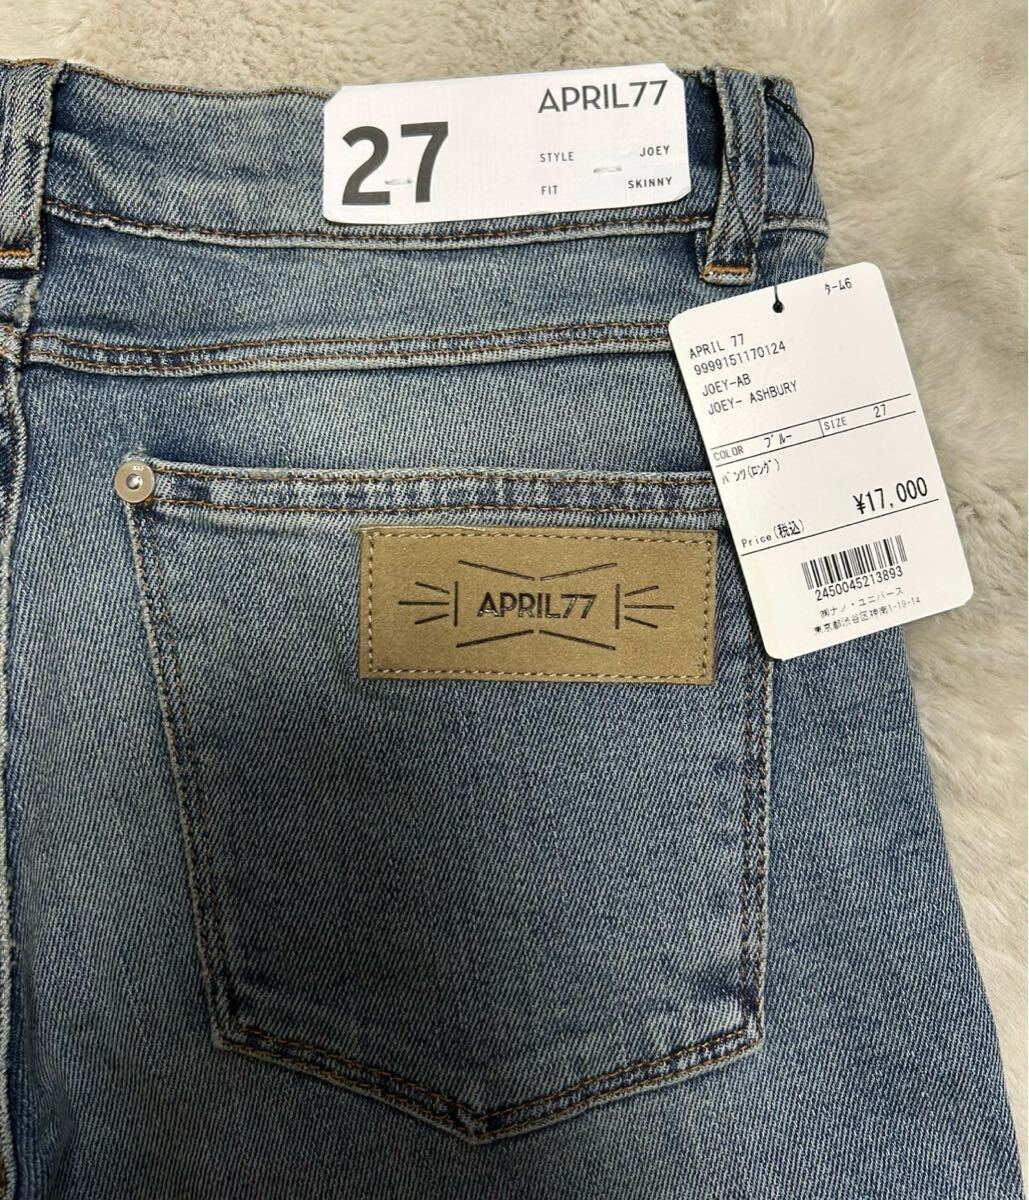 27
APRIL77
STYLE JOEY
FIT SKINNY
ターム6
APRIL 77
9999151170124
JOEY-AB
JOEY- ASHBURY
COLOR ブルー SIZE 27
パンツ(ロング)
¥17,000
Price(税込)
2450045213893
㈱ナノ・ユニバース
東京都渋谷区神南1-19-14
APRIL77